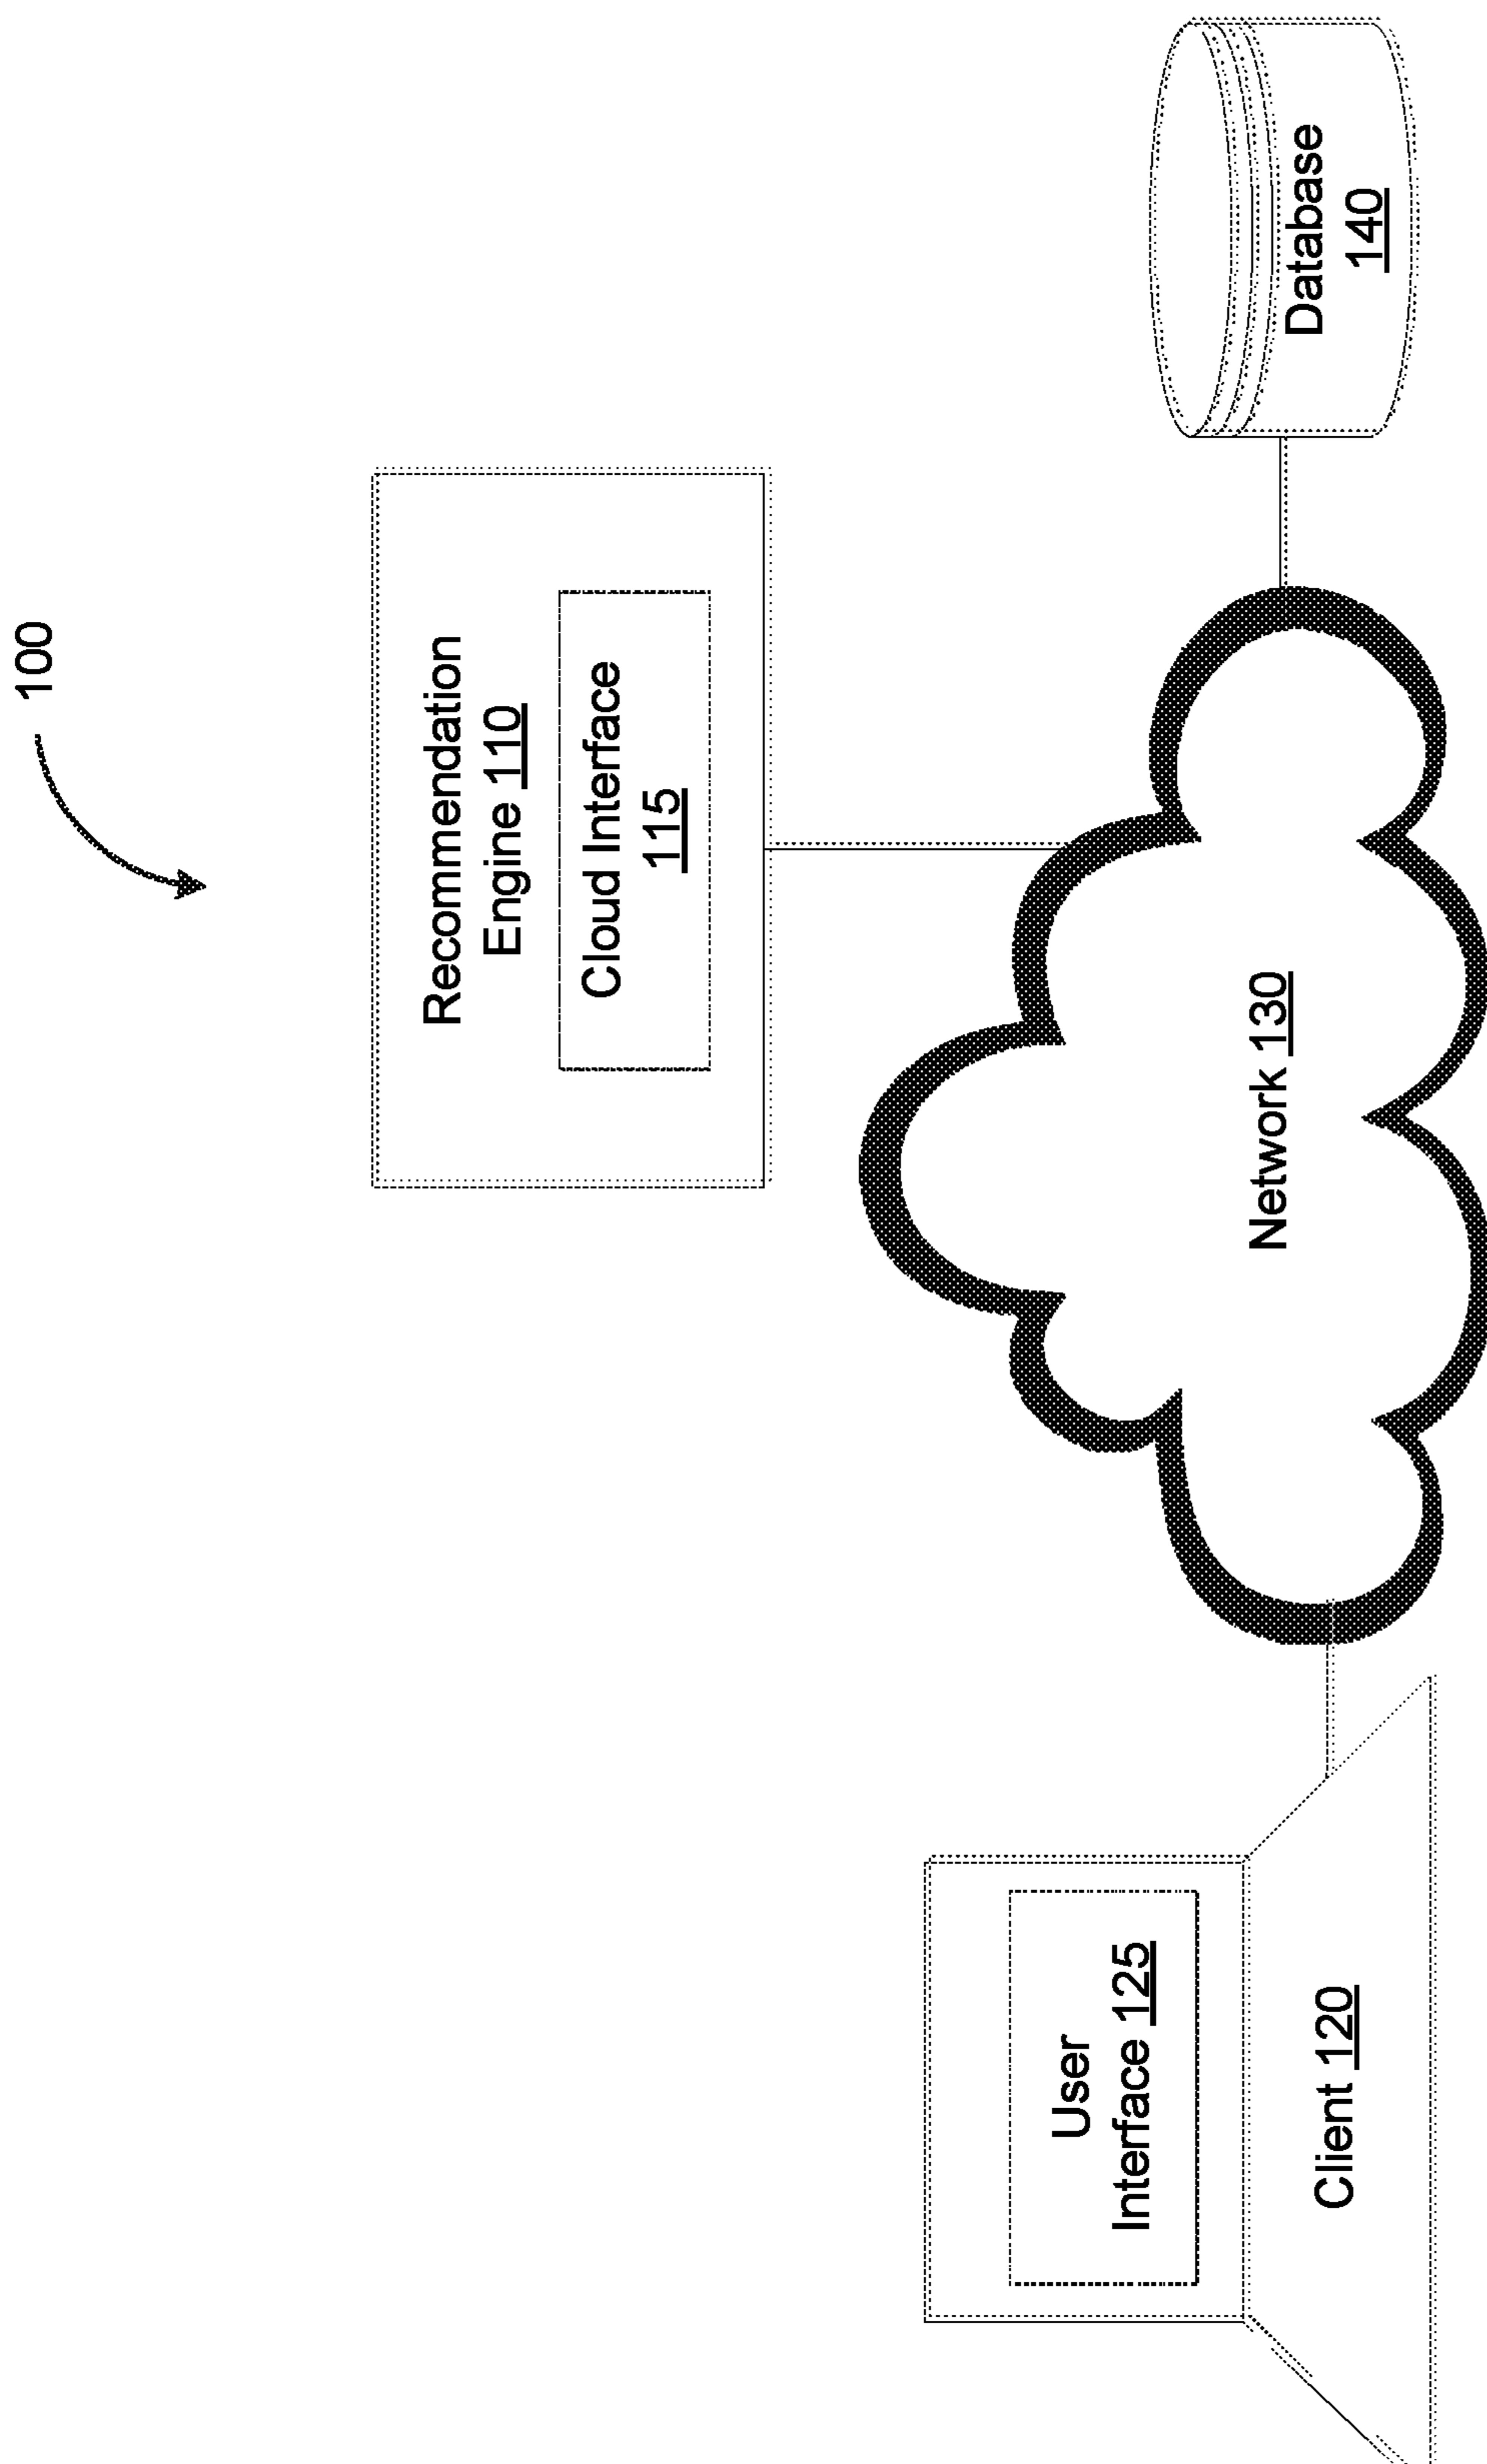 100
Recommendation
Engine 110
Cloud Interface
115
User
Interface 125
Client 120
Network 130
Database
140